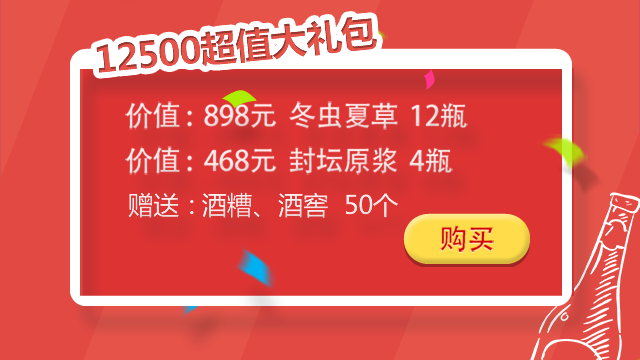 12500超值大礼包
价值：898元 冬虫夏草 12瓶
价值：468元 封坛原浆 4瓶
赠送：酒糟、酒窖 50个
购买